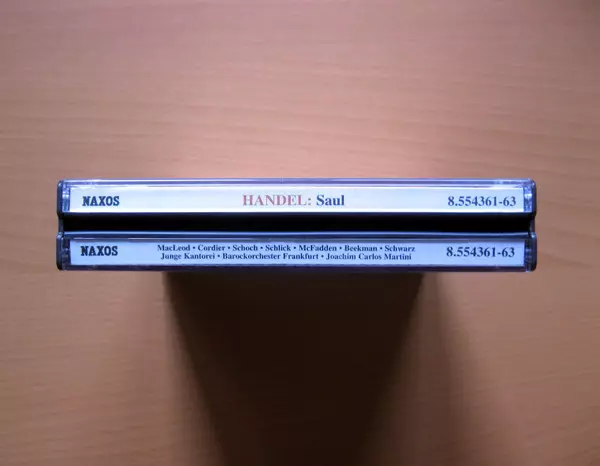 NAXOS HANDEL: Saul 8.554361-63
NAXOS MacLeod • Cordier • Schoch • Schlick • McFadden • Beekman • Schwarz 8.554361-63
Junge Kantorei • Barockorchester Frankfurt • Joachim Carlos Martini